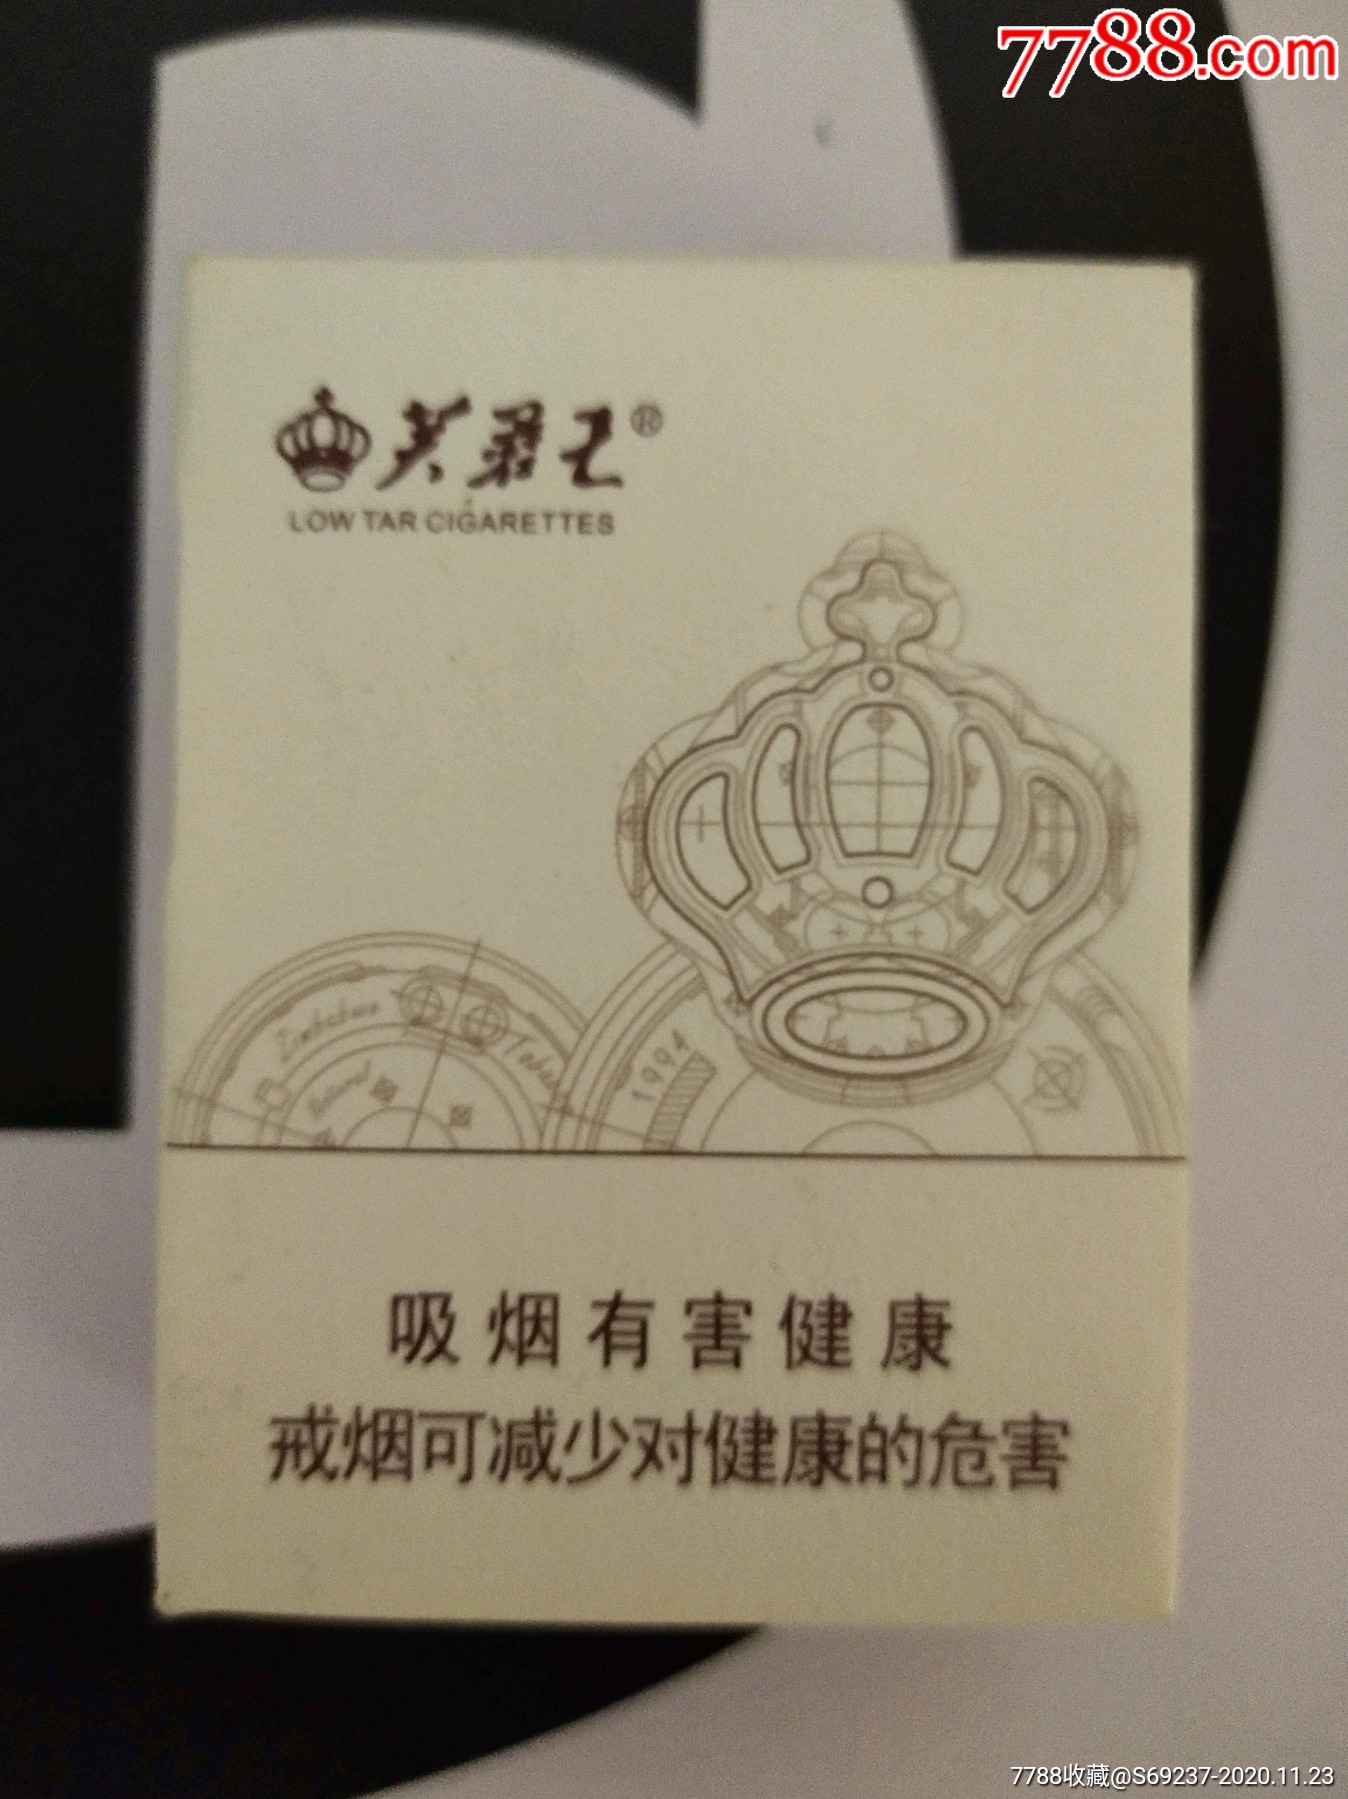 7788.com
芙蓉王®
LOW TAR CIGARETTES
Zimbabwe
1994
吸烟有害健康
戒烟可减少对健康的危害
7788收藏@S69237-2020.11.23